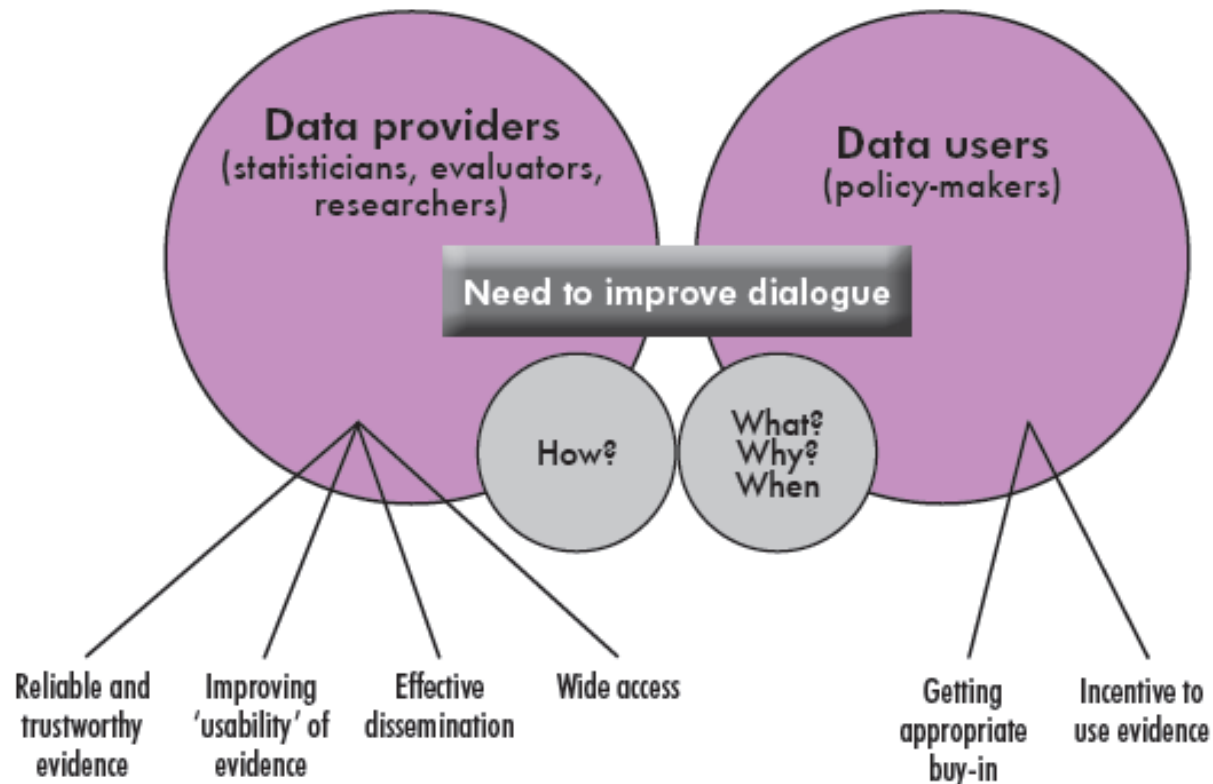 Data providers
(statisticians, evaluators,
researchers)
Data users
(policy-makers)
Need to improve dialogue
How?
What?
Why?
When
Reliable and
trustworthy
evidence
Improving
‘usability’ of
evidence
Effective
dissemination
Wide access
Getting
appropriate
buy-in
Incentive to
use evidence